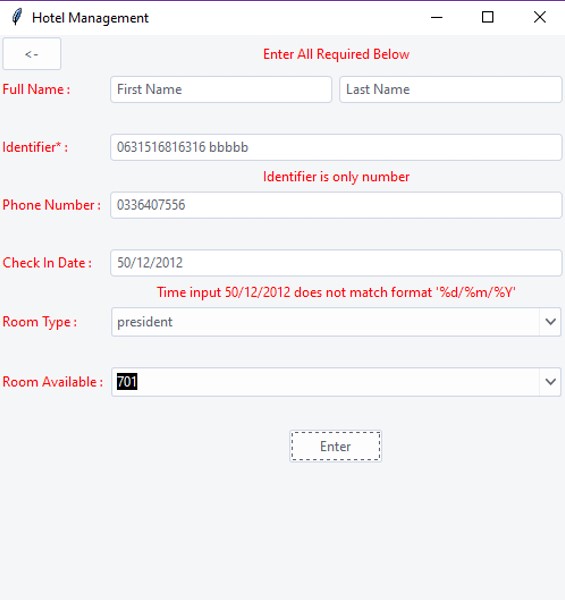 Hotel Management
<-
Enter All Required Below
Full Name : First Name Last Name
Identifier* : 0631516816316 bbbbb
Identifier is only number
Phone Number : 0336407556
Check In Date : 50/12/2012
Time input 50/12/2012 does not match format '%d/%m/%Y'
Room Type : president
Room Available : 701
Enter